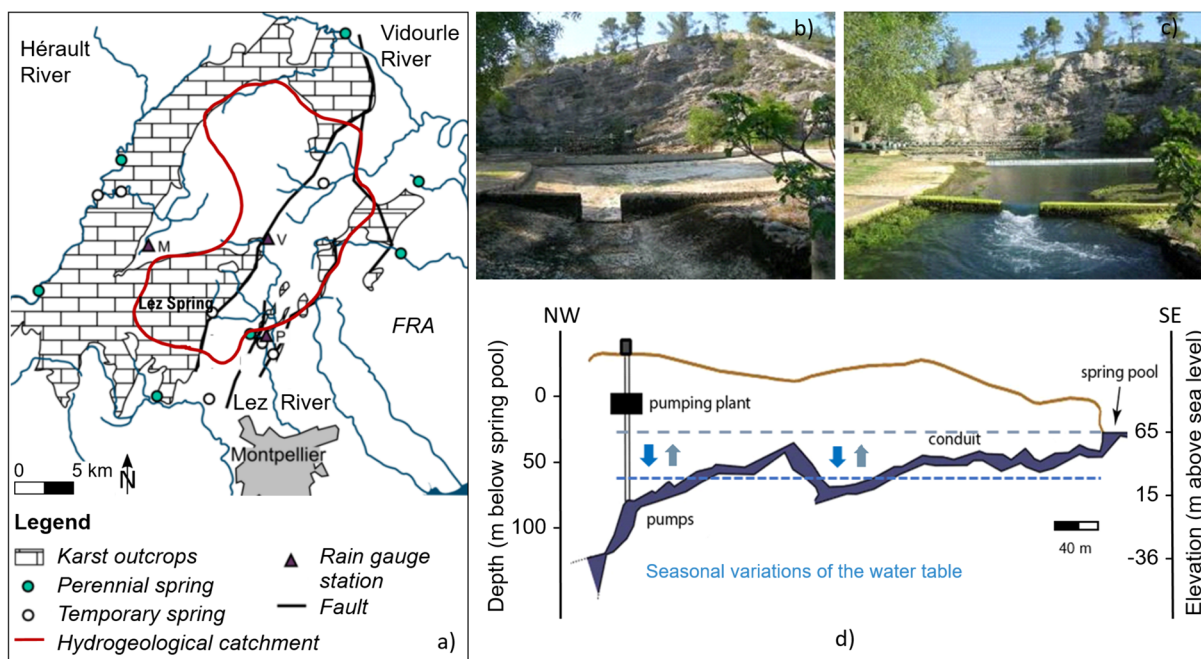 Hérault
River
Vidourle
River
M
V
Lez Spring
P
FRA
Lez River
Montpellier
0 5 km
N
Legend
Karst outcrops
Perennial spring
Temporary spring
Hydrogeological catchment
Rain gauge
station
Fault
a)
b)
c)
NW
SE
Depth (m below spring pool)
0
50
100
pumping plant
pumps
conduit
spring pool
65
15
-36
Elevation (m above sea level)
40 m
Seasonal variations of the water table
d)